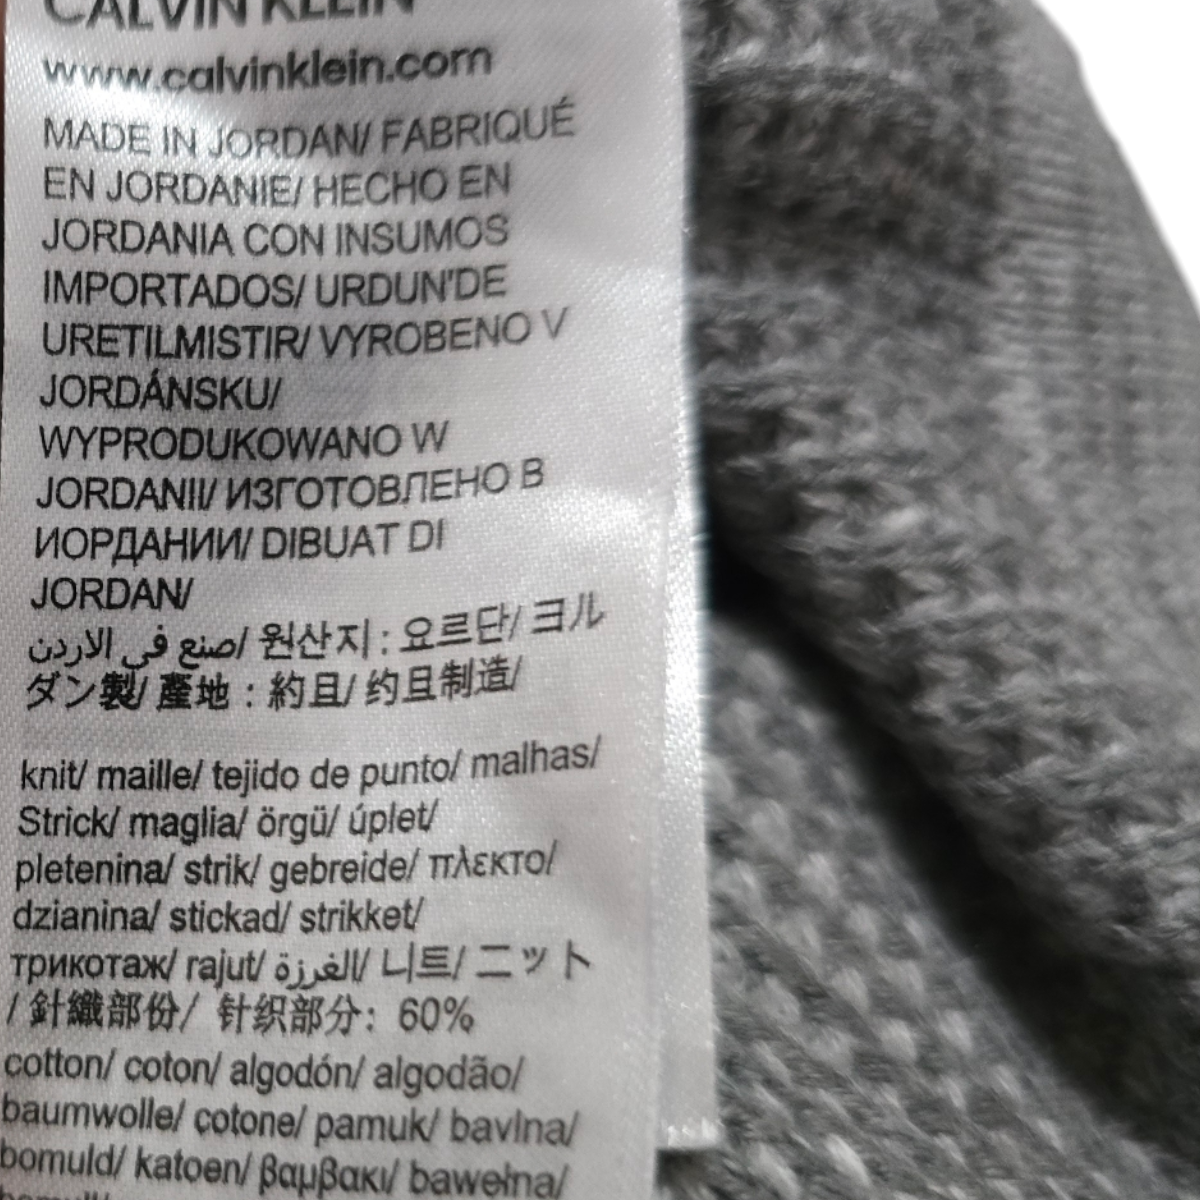 CALVIN KLEIN
www.calvinklein.com
MADE IN JORDAN/ FABRIQUÉ
EN JORDANIE/ HECHO EN
JORDANIA CON INSUMOS
IMPORTADOS/ URDUN'DE
URETILMISTIR/ VYROBENO V
JORDÁNSKU/
WYPRODUKOWANO W
JORDANII/ ИЗГОТОВЛЕНО В
ИОРДАНИИ/ DIBUAT DI
JORDAN/
صنع في الاردن/ 원산지 : 요르단/ ヨル
ダン製/ 產地 : 約旦/ 约旦制造/
knit/ maille/ tejido de punto/ malhas/
Strick/ maglia/ örgü/ úplet/
pletenina/ strik/ gebreide/ πλεκτο/
dzianina/ stickad/ strikket/
трикотаж/ rajut/ الغرزة/ 니트/ ニット
/ 針織部份/ 针织部分: 60%
cotton/ coton/ algodón/ algodão/
baumwolle/ cotone/ pamuk/ bavlna/
bomuld/ katoen/ βαμβακι/ bawełna/